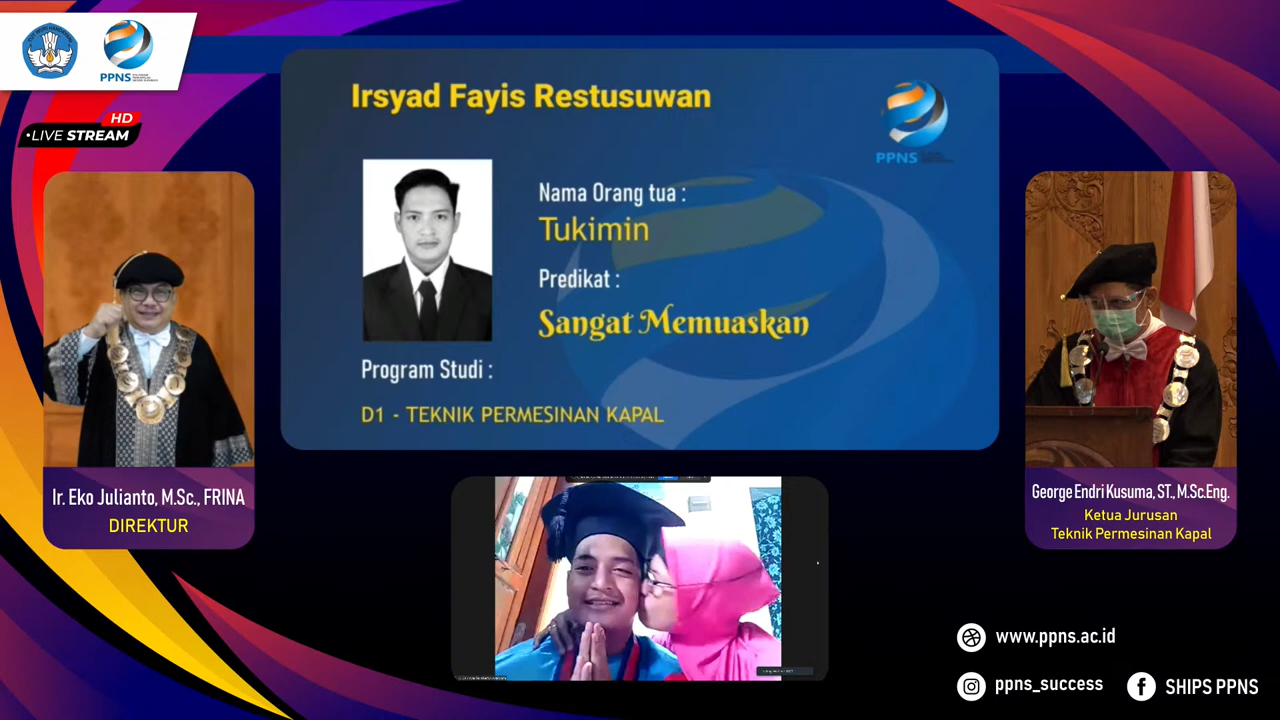 PPNS
HD
•LIVE STREAM
Irsyad Fayis Restusuwan
PPNS
Nama Orang tua :
Tukimin
Predikat :
Sangat Memuaskan
Program Studi :
D1 - TEKNIK PERMESINAN KAPAL
Ir. Eko Julianto, M.Sc., FRINA
DIREKTUR
George Endri Kusuma, ST., M.Sc.Eng.
Ketua Jurusan
Teknik Permesinan Kapal
www.ppns.ac.id
ppns_success
SHIPS PPNS